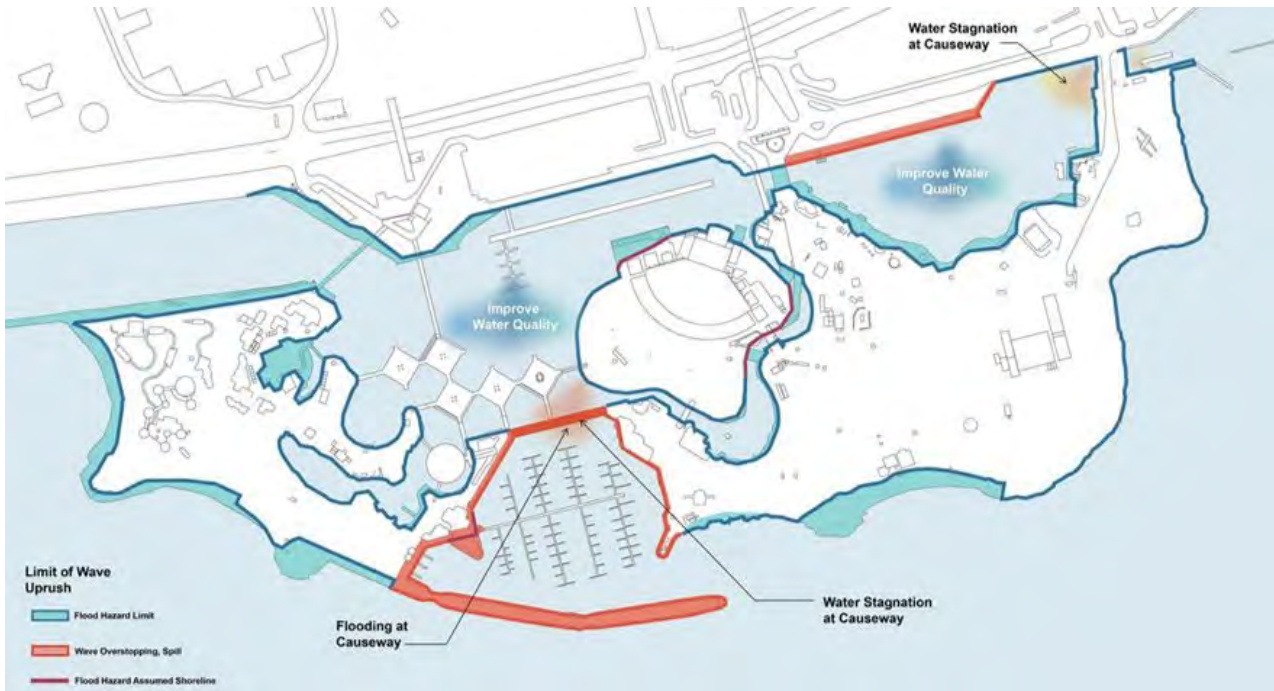 Water Stagnation
at Causeway
Improve Water
Quality
Improve
Water Quality
Limit of Wave
Uprush
Flood Hazard Limit
Wave Overstopping, Spill
Flood Hazard Assumed Shoreline
Flooding at
Causeway
Water Stagnation
at Causeway